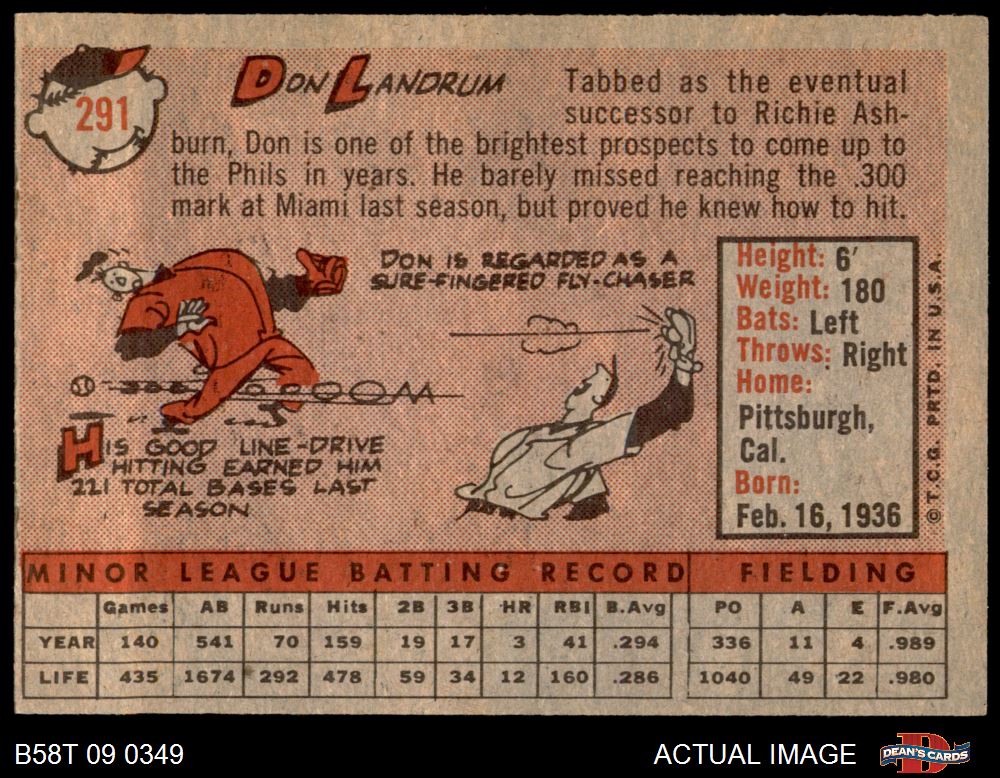 291
DON LANDRUM
Tabbed as the eventual
successor to Richie Ash-
burn, Don is one of the brightest prospects to come up to
the Phils in years. He barely missed reaching the .300
mark at Miami last season, but proved he knew how to hit.
DON IS REGARDED AS A
SURE-FINGERED FLY-CHASER
HIS GOOD LINE-DRIVE
HITTING EARNED HIM
221 TOTAL BASES LAST
SEASON
Height: 6'
Weight: 180
Bats: Left
Throws: Right
Home:
Pittsburgh,
Cal.
Born:
Feb. 16, 1936
© T.C.G. PRTD. IN U.S.A.
MINOR LEAGUE BATTING RECORD FIELDING
Games AB Runs Hits 2B 3B HR RBI B.Avg PO A E F.Avg
YEAR 140 541 70 159 19 17 3 41 .294 336 11 4 .989
LIFE 435 1674 292 478 59 34 12 160 .286 1040 49 22 .980
B58T 09 0349
ACTUAL IMAGE
D
DEAN'S CARDS